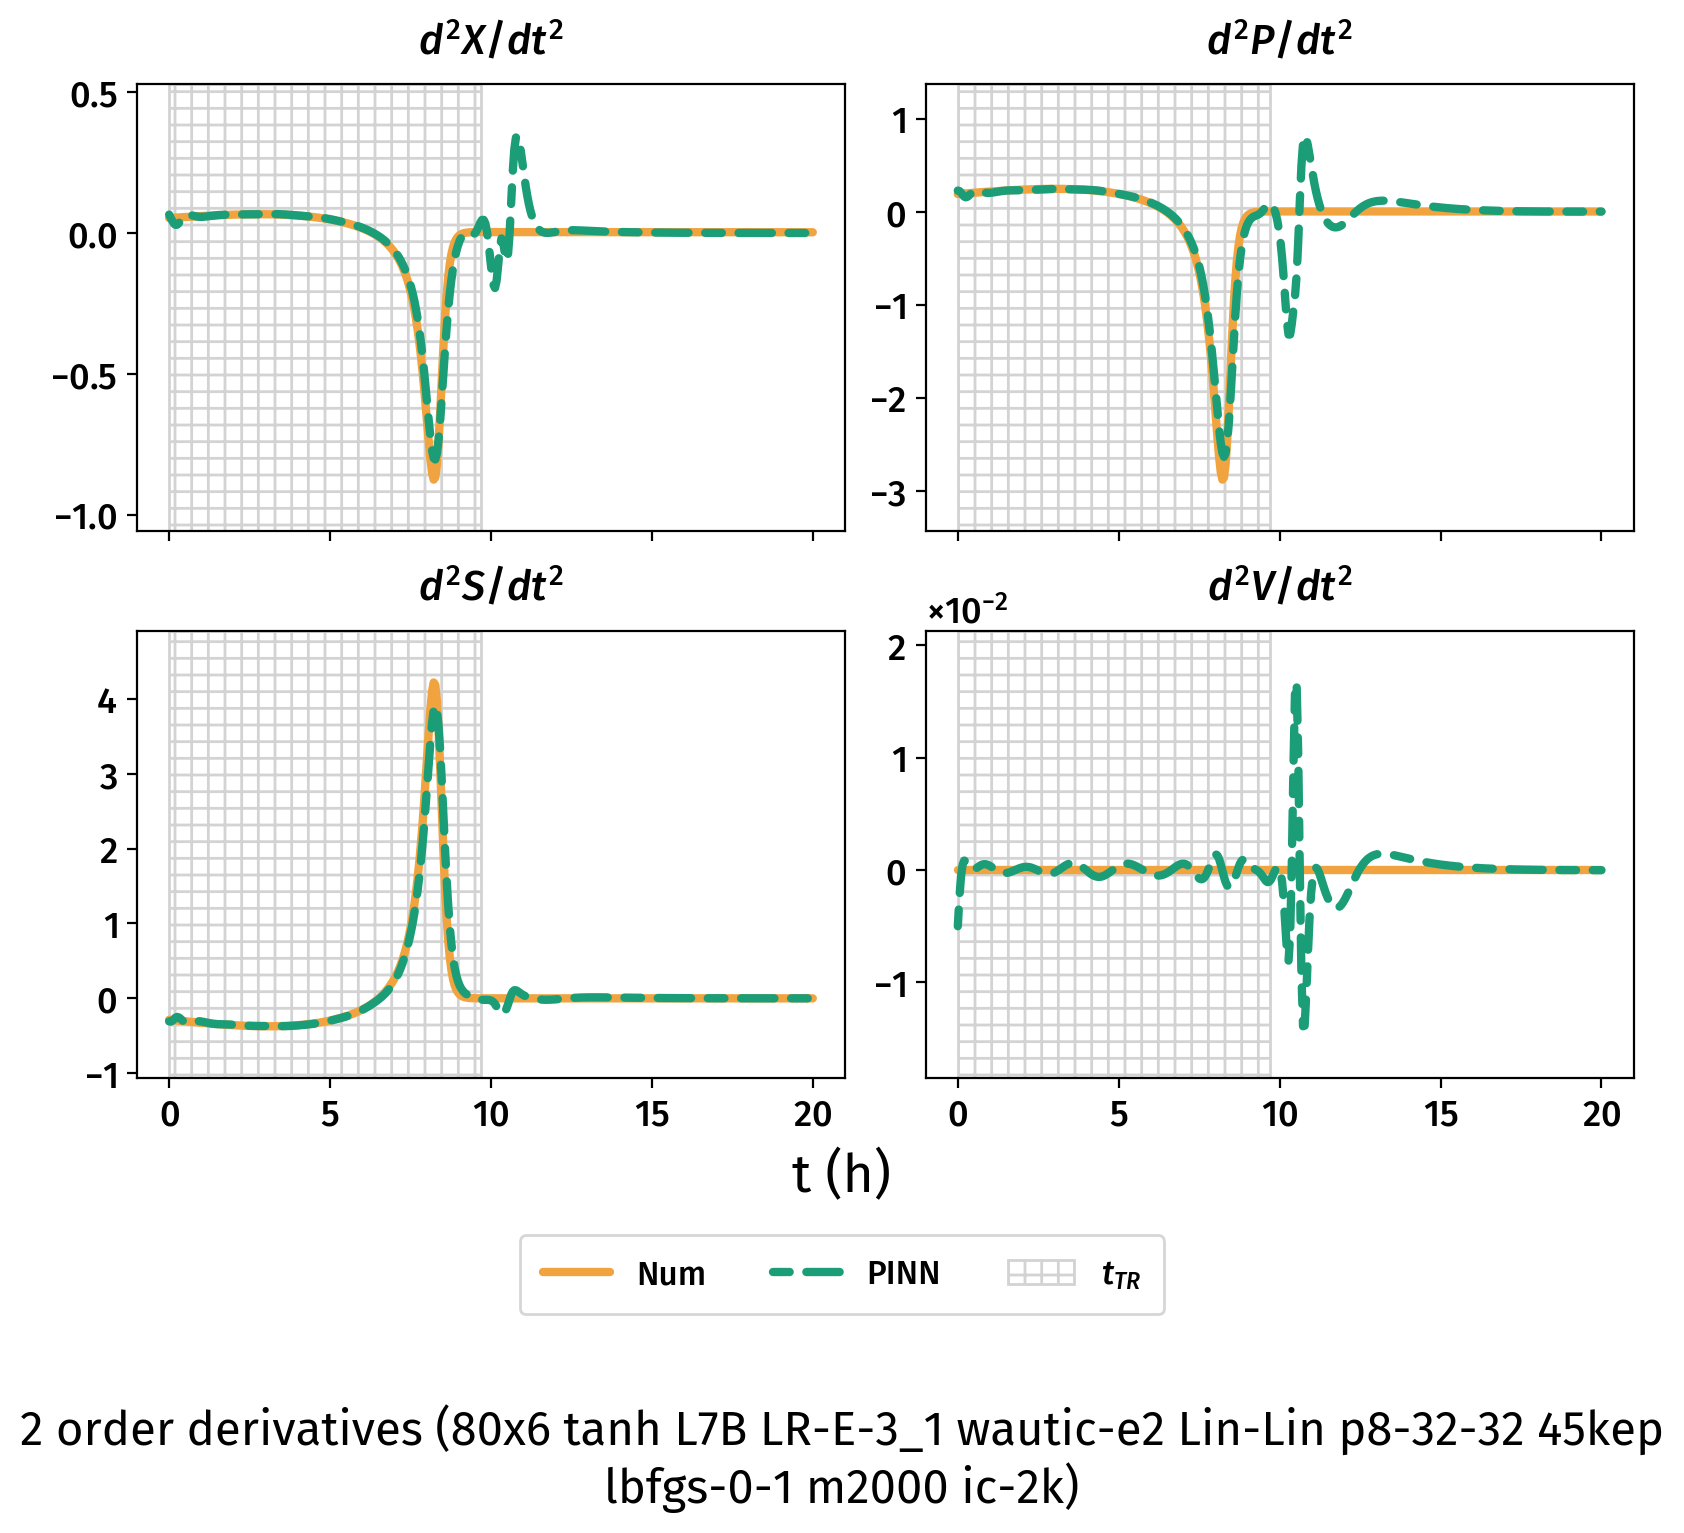 d²X/dt²
d²P/dt²
0.5
0.0
−0.5
−1.0
1
0
−1
−2
−3
d²S/dt²
d²V/dt²
×10⁻²
4
3
2
1
0
−1
2
1
0
−1
0 5 10 15 20
0 5 10 15 20
t (h)
Num PINN t_TR
2 order derivatives (80x6 tanh L7B LR-E-3_1 wautic-e2 Lin-Lin p8-32-32 45kep
lbfgs-0-1 m2000 ic-2k)